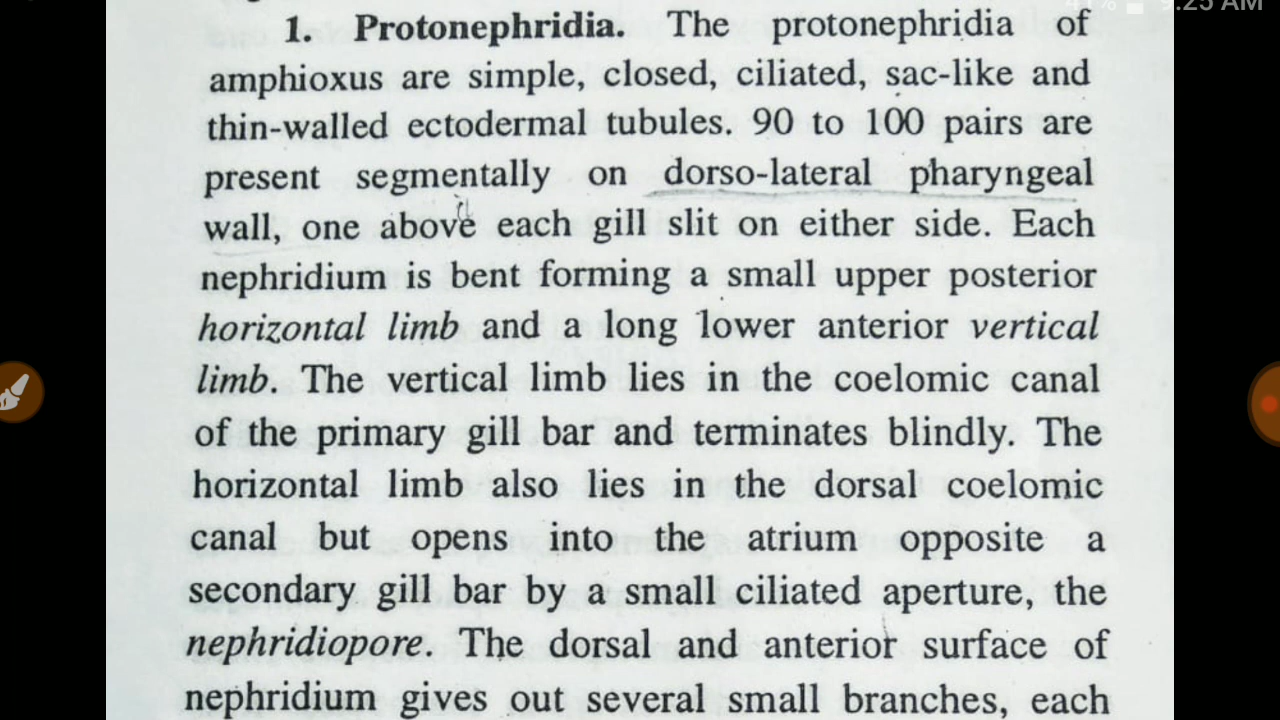 41% 9:25 AM
1. Protonephridia. The protonephridia of
amphioxus are simple, closed, ciliated, sac-like and
thin-walled ectodermal tubules. 90 to 100 pairs are
present segmentally on dorso-lateral pharyngeal
wall, one above each gill slit on either side. Each
nephridium is bent forming a small upper posterior
horizontal limb and a long lower anterior vertical
limb. The vertical limb lies in the coelomic canal
of the primary gill bar and terminates blindly. The
horizontal limb also lies in the dorsal coelomic
canal but opens into the atrium opposite a
secondary gill bar by a small ciliated aperture, the
nephridiopore. The dorsal and anterior surface of
nephridium gives out several small branches, each